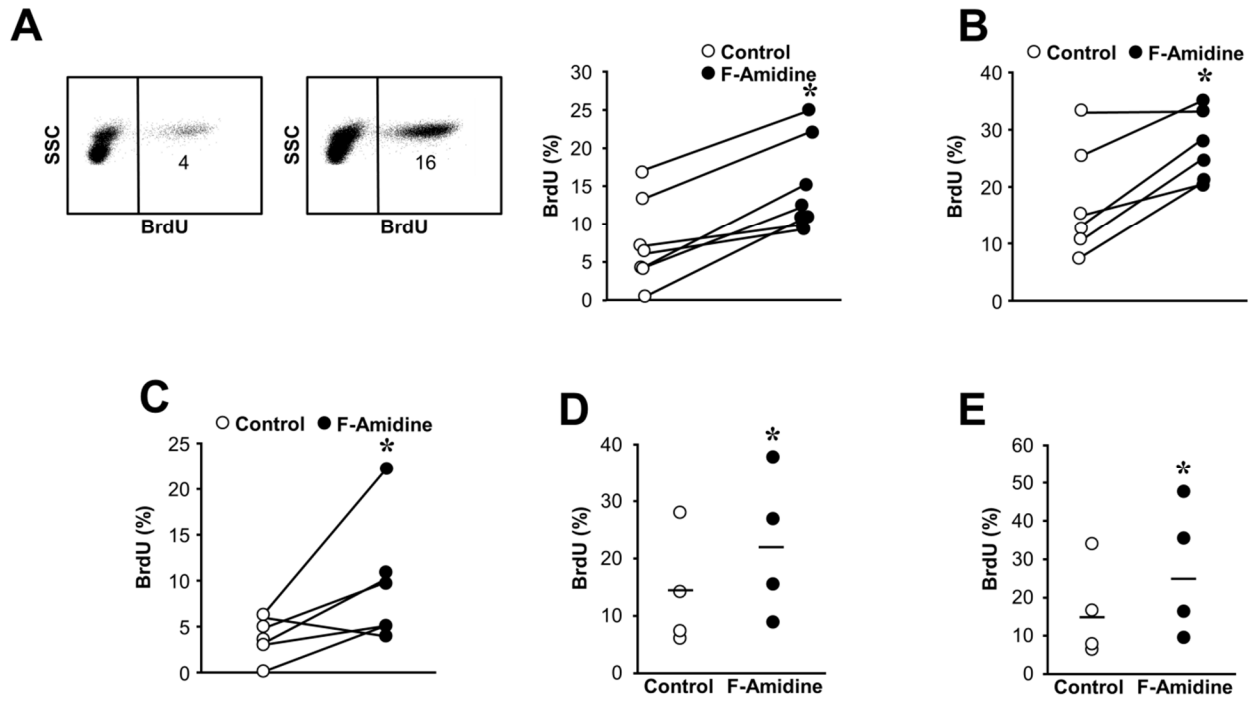 A
SSC
4
BrdU
SSC
16
BrdU
Control
F-Amidine
*
BrdU (%)
30
25
20
15
10
5
0
B
Control F-Amidine
*
BrdU (%)
40
30
20
10
0
C
Control F-Amidine
*
BrdU (%)
25
20
15
10
5
0
D
*
BrdU (%)
40
30
20
10
0
Control F-Amidine
E
*
BrdU (%)
60
50
40
30
20
10
0
Control F-Amidine